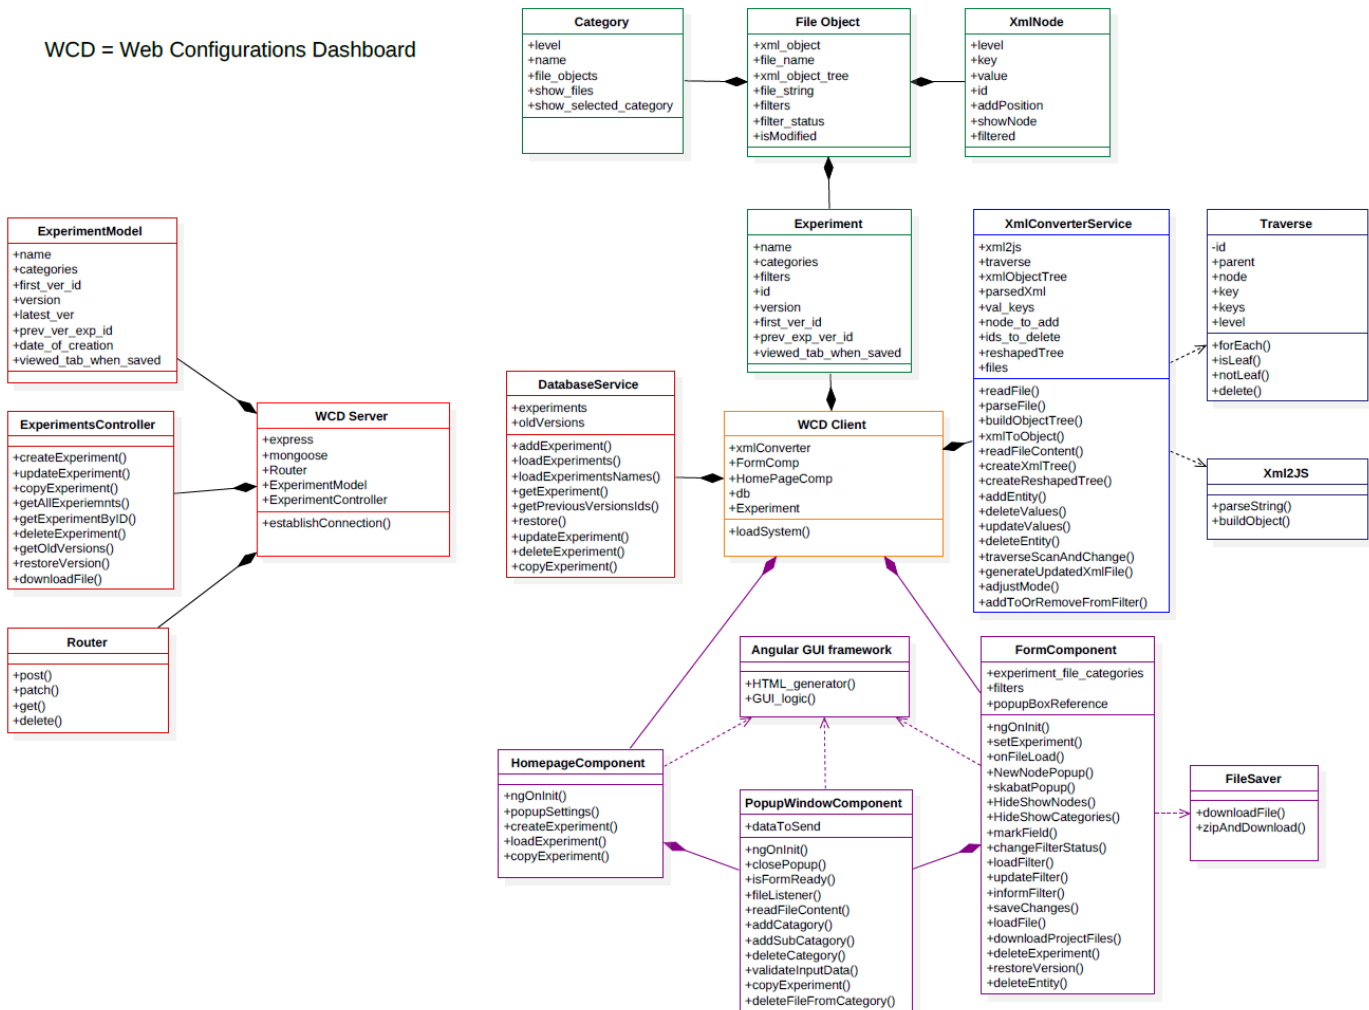 WCD = Web Configurations Dashboard
Category
+level
+name
+file_objects
+show_files
+show_selected_category
File Object
+xml_object
+file_name
+xml_object_tree
+file_string
+filters
+filter_status
+isModified
XmlNode
+level
+key
+value
+id
+addPosition
+showNode
+filtered
ExperimentModel
+name
+categories
+first_ver_id
+version
+latest_ver
+prev_ver_exp_id
+date_of_creation
+viewed_tab_when_saved
Experiment
+name
+categories
+filters
+id
+version
+first_ver_id
+prev_exp_ver_id
+viewed_tab_when_saved
XmlConverterService
+xml2js
+traverse
+xmlObjectTree
+parsedXml
+val_keys
+node_to_add
+ids_to_delete
+reshapedTree
+files
+readFile()
+parseFile()
+buildObjectTree()
+xmlToObject()
+readFileContent()
+createXmlTree()
+createReshapedTree()
+addEntity()
+deleteValues()
+updateValues()
+deleteEntity()
+traverseScanAndChange()
+generateUpdatedXmlFile()
+adjustMode()
+addToOrRemoveFromFilter()
Traverse
-id
+parent
+node
+key
+keys
+level
+forEach()
+isLeaf()
+notLeaf()
+delete()
ExperimentsController
+createExperiment()
+updateExperiment()
+copyExperiment()
+getAllExperiemnts()
+getExperimentByID()
+deleteExperiment()
+getOldVersions()
+restoreVersion()
+downloadFile()
WCD Server
+express
+mongoose
+Router
+ExperimentModel
+ExperimentController
+establishConnection()
DatabaseService
+experiments
+oldVersions
+addExperiment()
+loadExperiments()
+loadExperimentsNames()
+getExperiment()
+getPreviousVersionsIds()
+restore()
+updateExperiment()
+deleteExperiment()
+copyExperiment()
WCD Client
+xmlConverter
+FormComp
+HomePageComp
+db
+Experiment
+loadSystem()
Xml2JS
+parseString()
+buildObject()
Router
+post()
+patch()
+get()
+delete()
Angular GUI framework
+HTML_generator()
+GUI_logic()
FormComponent
+experiment_file_categories
+filters
+popupBoxReference
+ngOnInit()
+setExperiment()
+onFileLoad()
+NewNodePopup()
+skabatPopup()
+HideShowNodes()
+HideShowCategories()
+markField()
+changeFilterStatus()
+loadFilter()
+updateFilter()
+informFilter()
+saveChanges()
+loadFile()
+downloadProjectFiles()
+deleteExperiment()
+restoreVersion()
+deleteEntity()
HomepageComponent
+ngOnInit()
+popupSettings()
+createExperiment()
+loadExperiment()
+copyExperiment()
PopupWindowComponent
+dataToSend
+ngOnInit()
+closePopup()
+isFormReady()
+fileListener()
+readFileContent()
+addCatagory()
+addSubCatagory()
+deleteCategory()
+validateInputData()
+copyExperiment()
+deleteFileFromCategory()
FileSaver
+downloadFile()
+zipAndDownload()